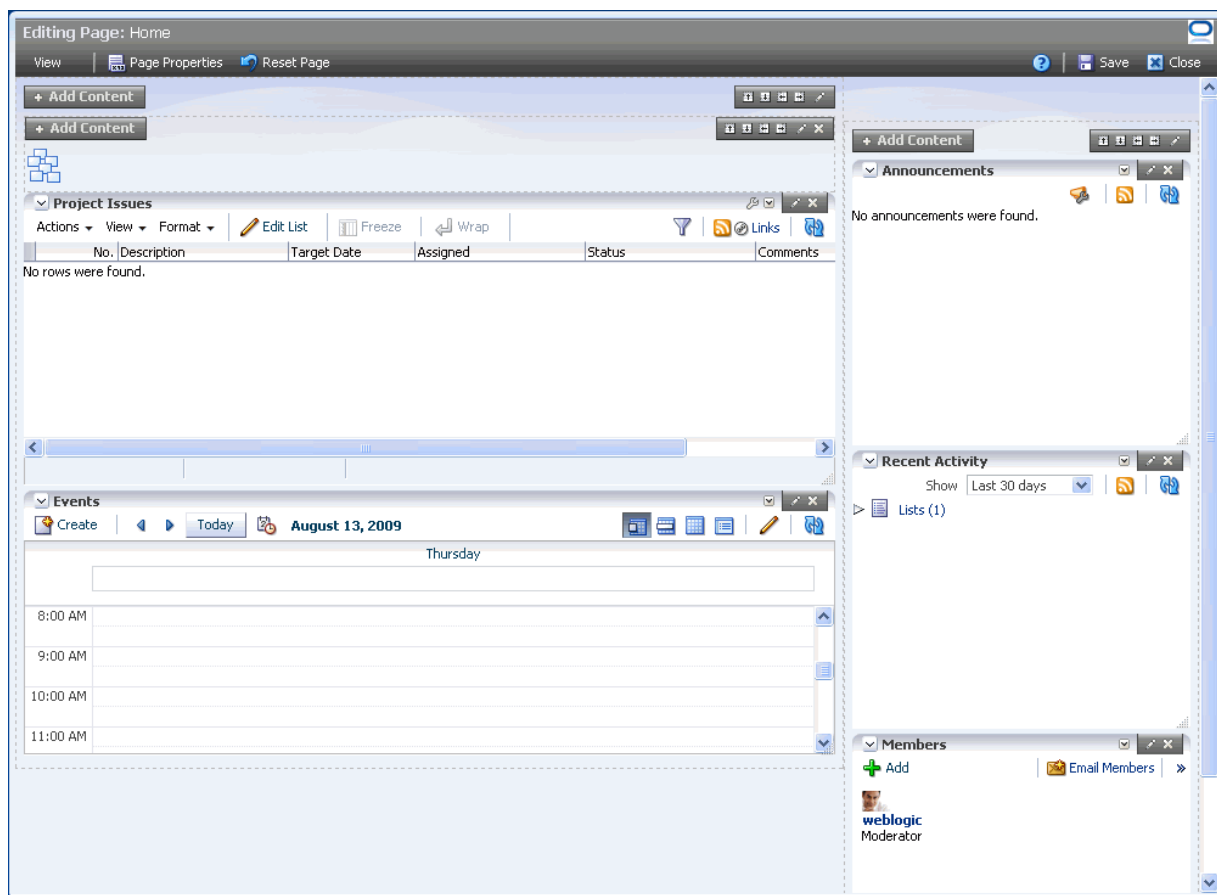 Editing Page: Home
View Page Properties Reset Page Save Close
+ Add Content
+ Add Content
Project Issues
Actions View Format Edit List Freeze Wrap Links
No. Description Target Date Assigned Status Comments
No rows were found.
Events
Create Today August 13, 2009
Thursday
8:00 AM
9:00 AM
10:00 AM
11:00 AM
+ Add Content
Announcements
No announcements were found.
Recent Activity
Show Last 30 days
Lists (1)
Members
Add Email Members »
weblogic
Moderator